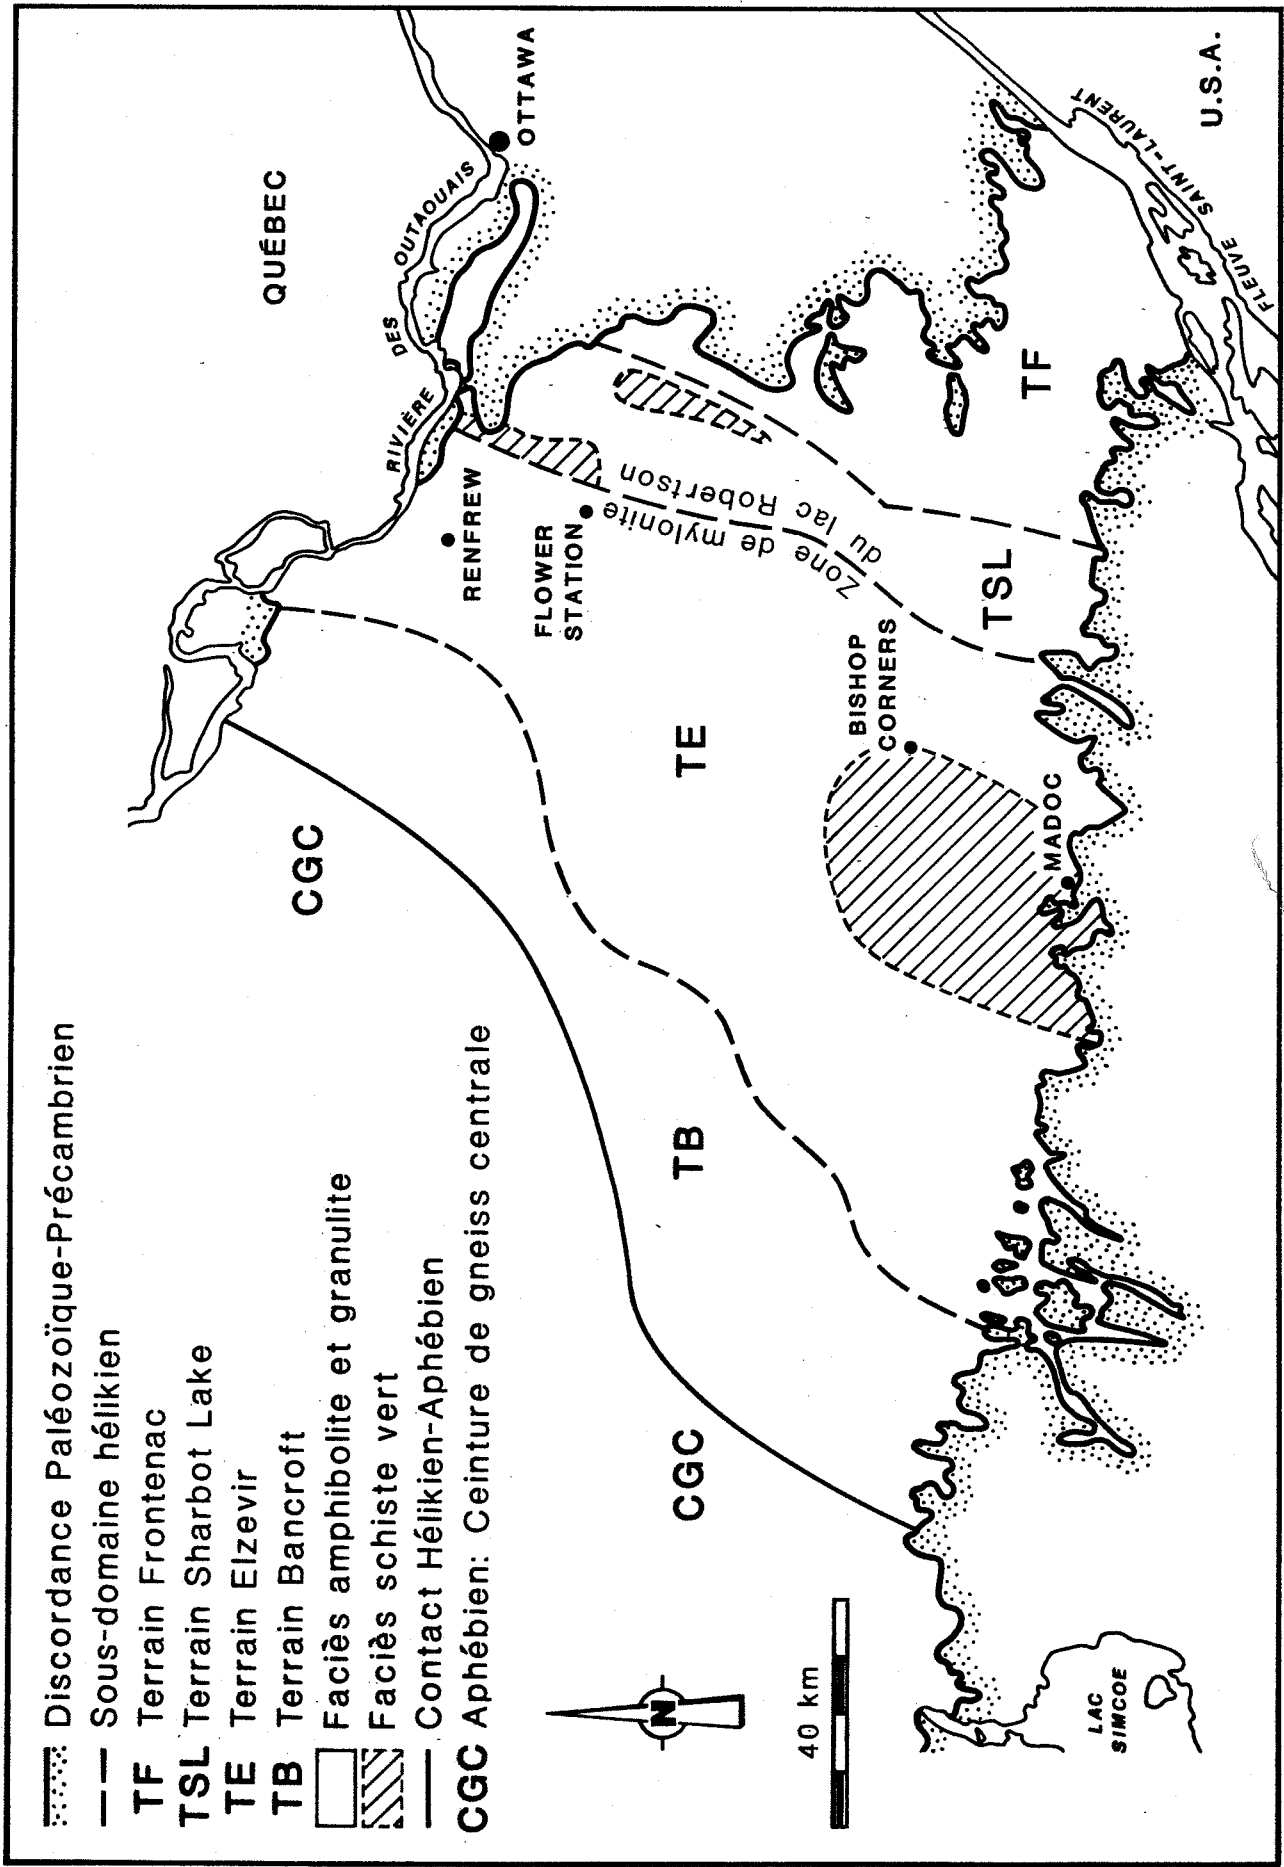 Discordance Paléozoïque-Précambrien
Sous-domaine hélikien
TF Terrain Frontenac
TSL Terrain Sharbot Lake
TE Terrain Elzevir
TB Terrain Bancroft
Faciès amphibolite et granulite
Faciès schiste vert
Contact Hélikien-Aphébien
CGC Aphébien: Ceinture de gneiss centrale
N
40 km
LAC
SIMCOE
CGC
CGC
TB
TE
TSL
TF
QUÉBEC
RIVIÈRE DES OUTAOUAIS
OTTAWA
RENFREW
FLOWER
STATION
Zone de mylonite
du lac Robertson
BISHOP
CORNERS
MADOC
FLEUVE SAINT-LAURENT
U.S.A.